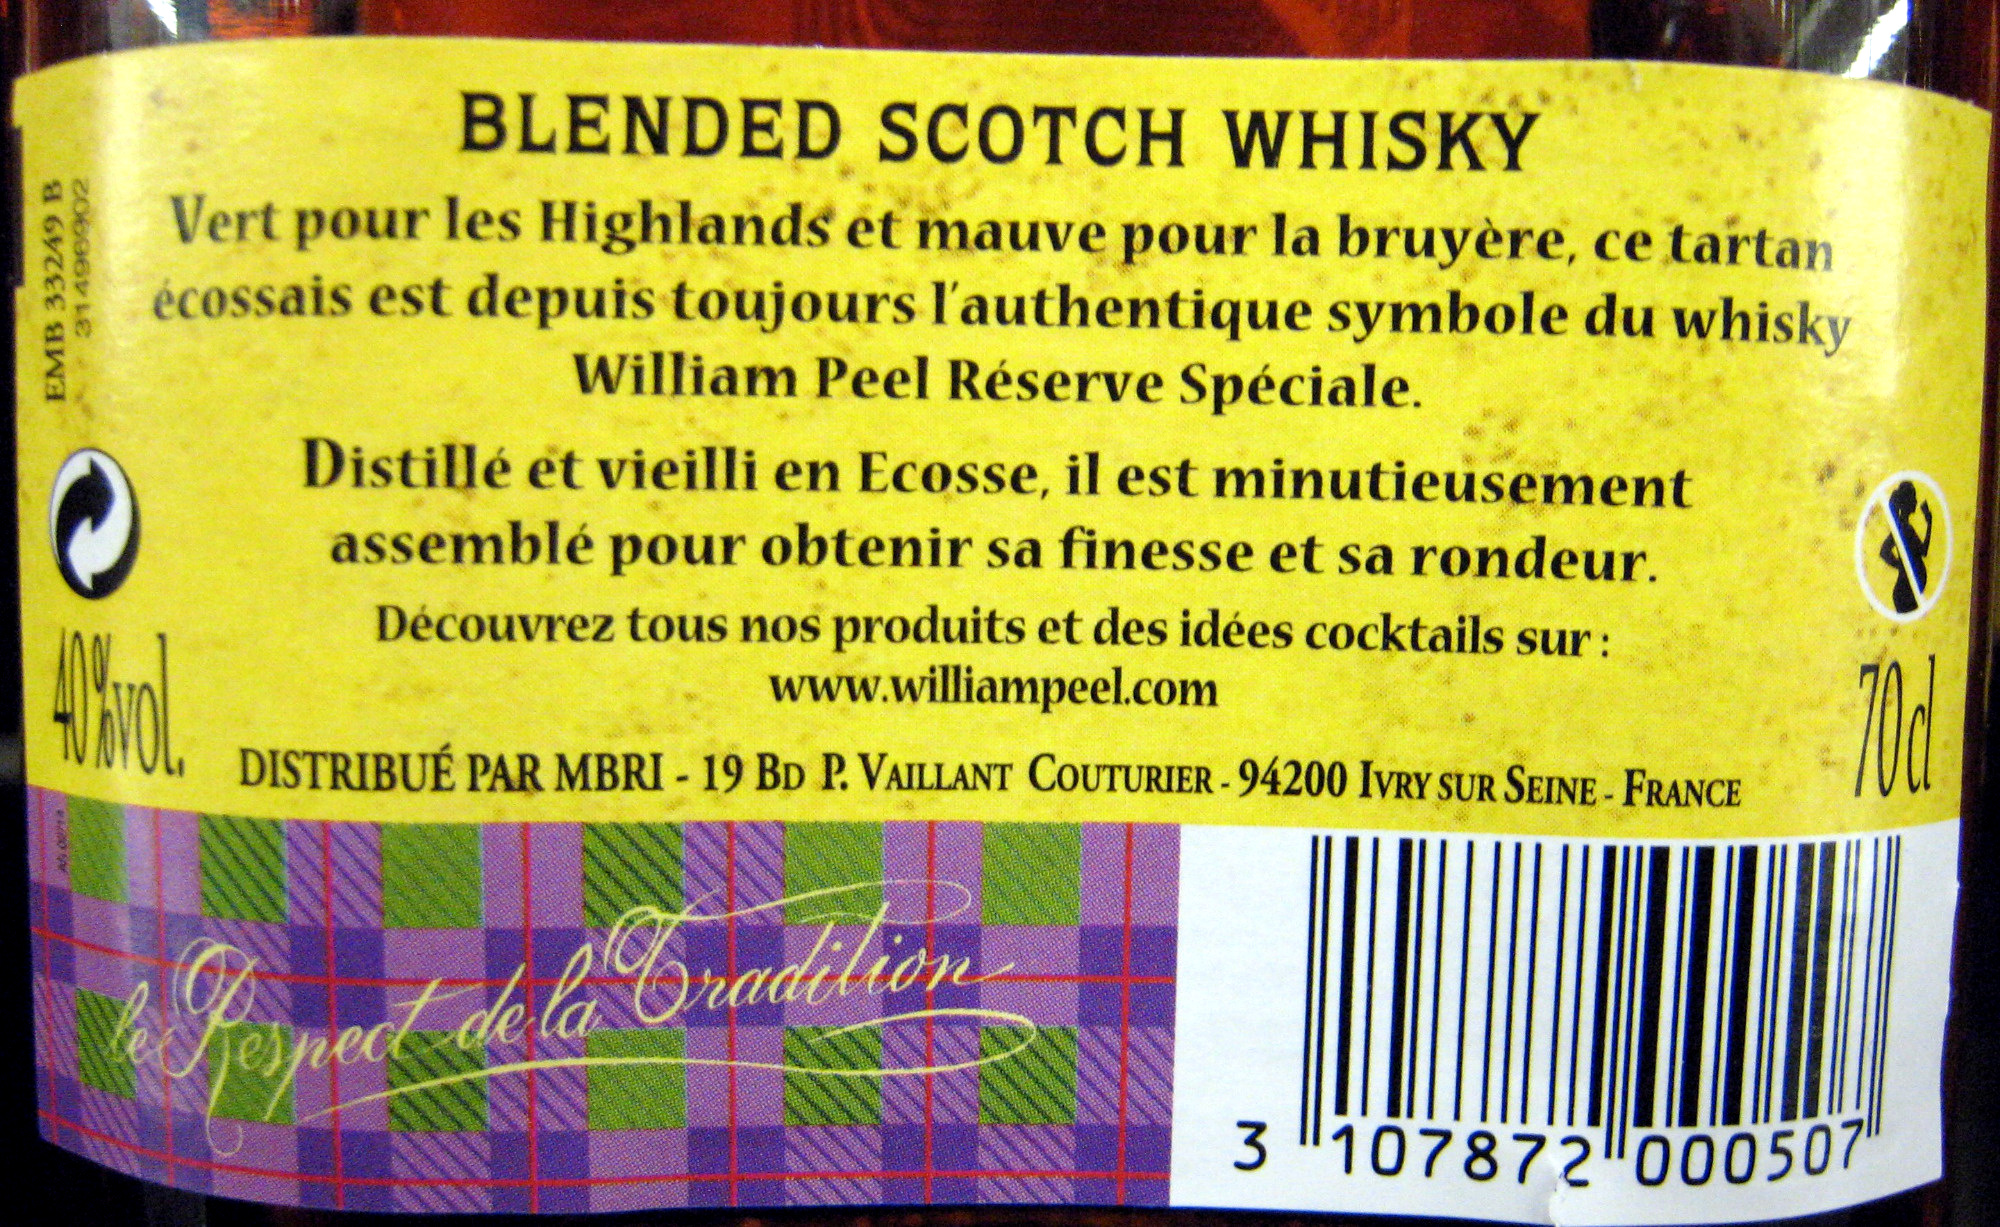 BLENDED SCOTCH WHISKY
Vert pour les Highlands et mauve pour la bruyère, ce tartan
écossais est depuis toujours l'authentique symbole du whisky
William Peel Réserve Spéciale.
Distillé et vieilli en Ecosse, il est minutieusement
assemblé pour obtenir sa finesse et sa rondeur.
Découvrez tous nos produits et des idées cocktails sur :
www.williampeel.com
DISTRIBUÉ PAR MBRI - 19 BD P. VAILLANT COUTURIER - 94200 IVRY SUR SEINE - FRANCE
EMB 33249 B
31496902
40%vol.
70cl
le Respect de la Tradition
3 107872 000507